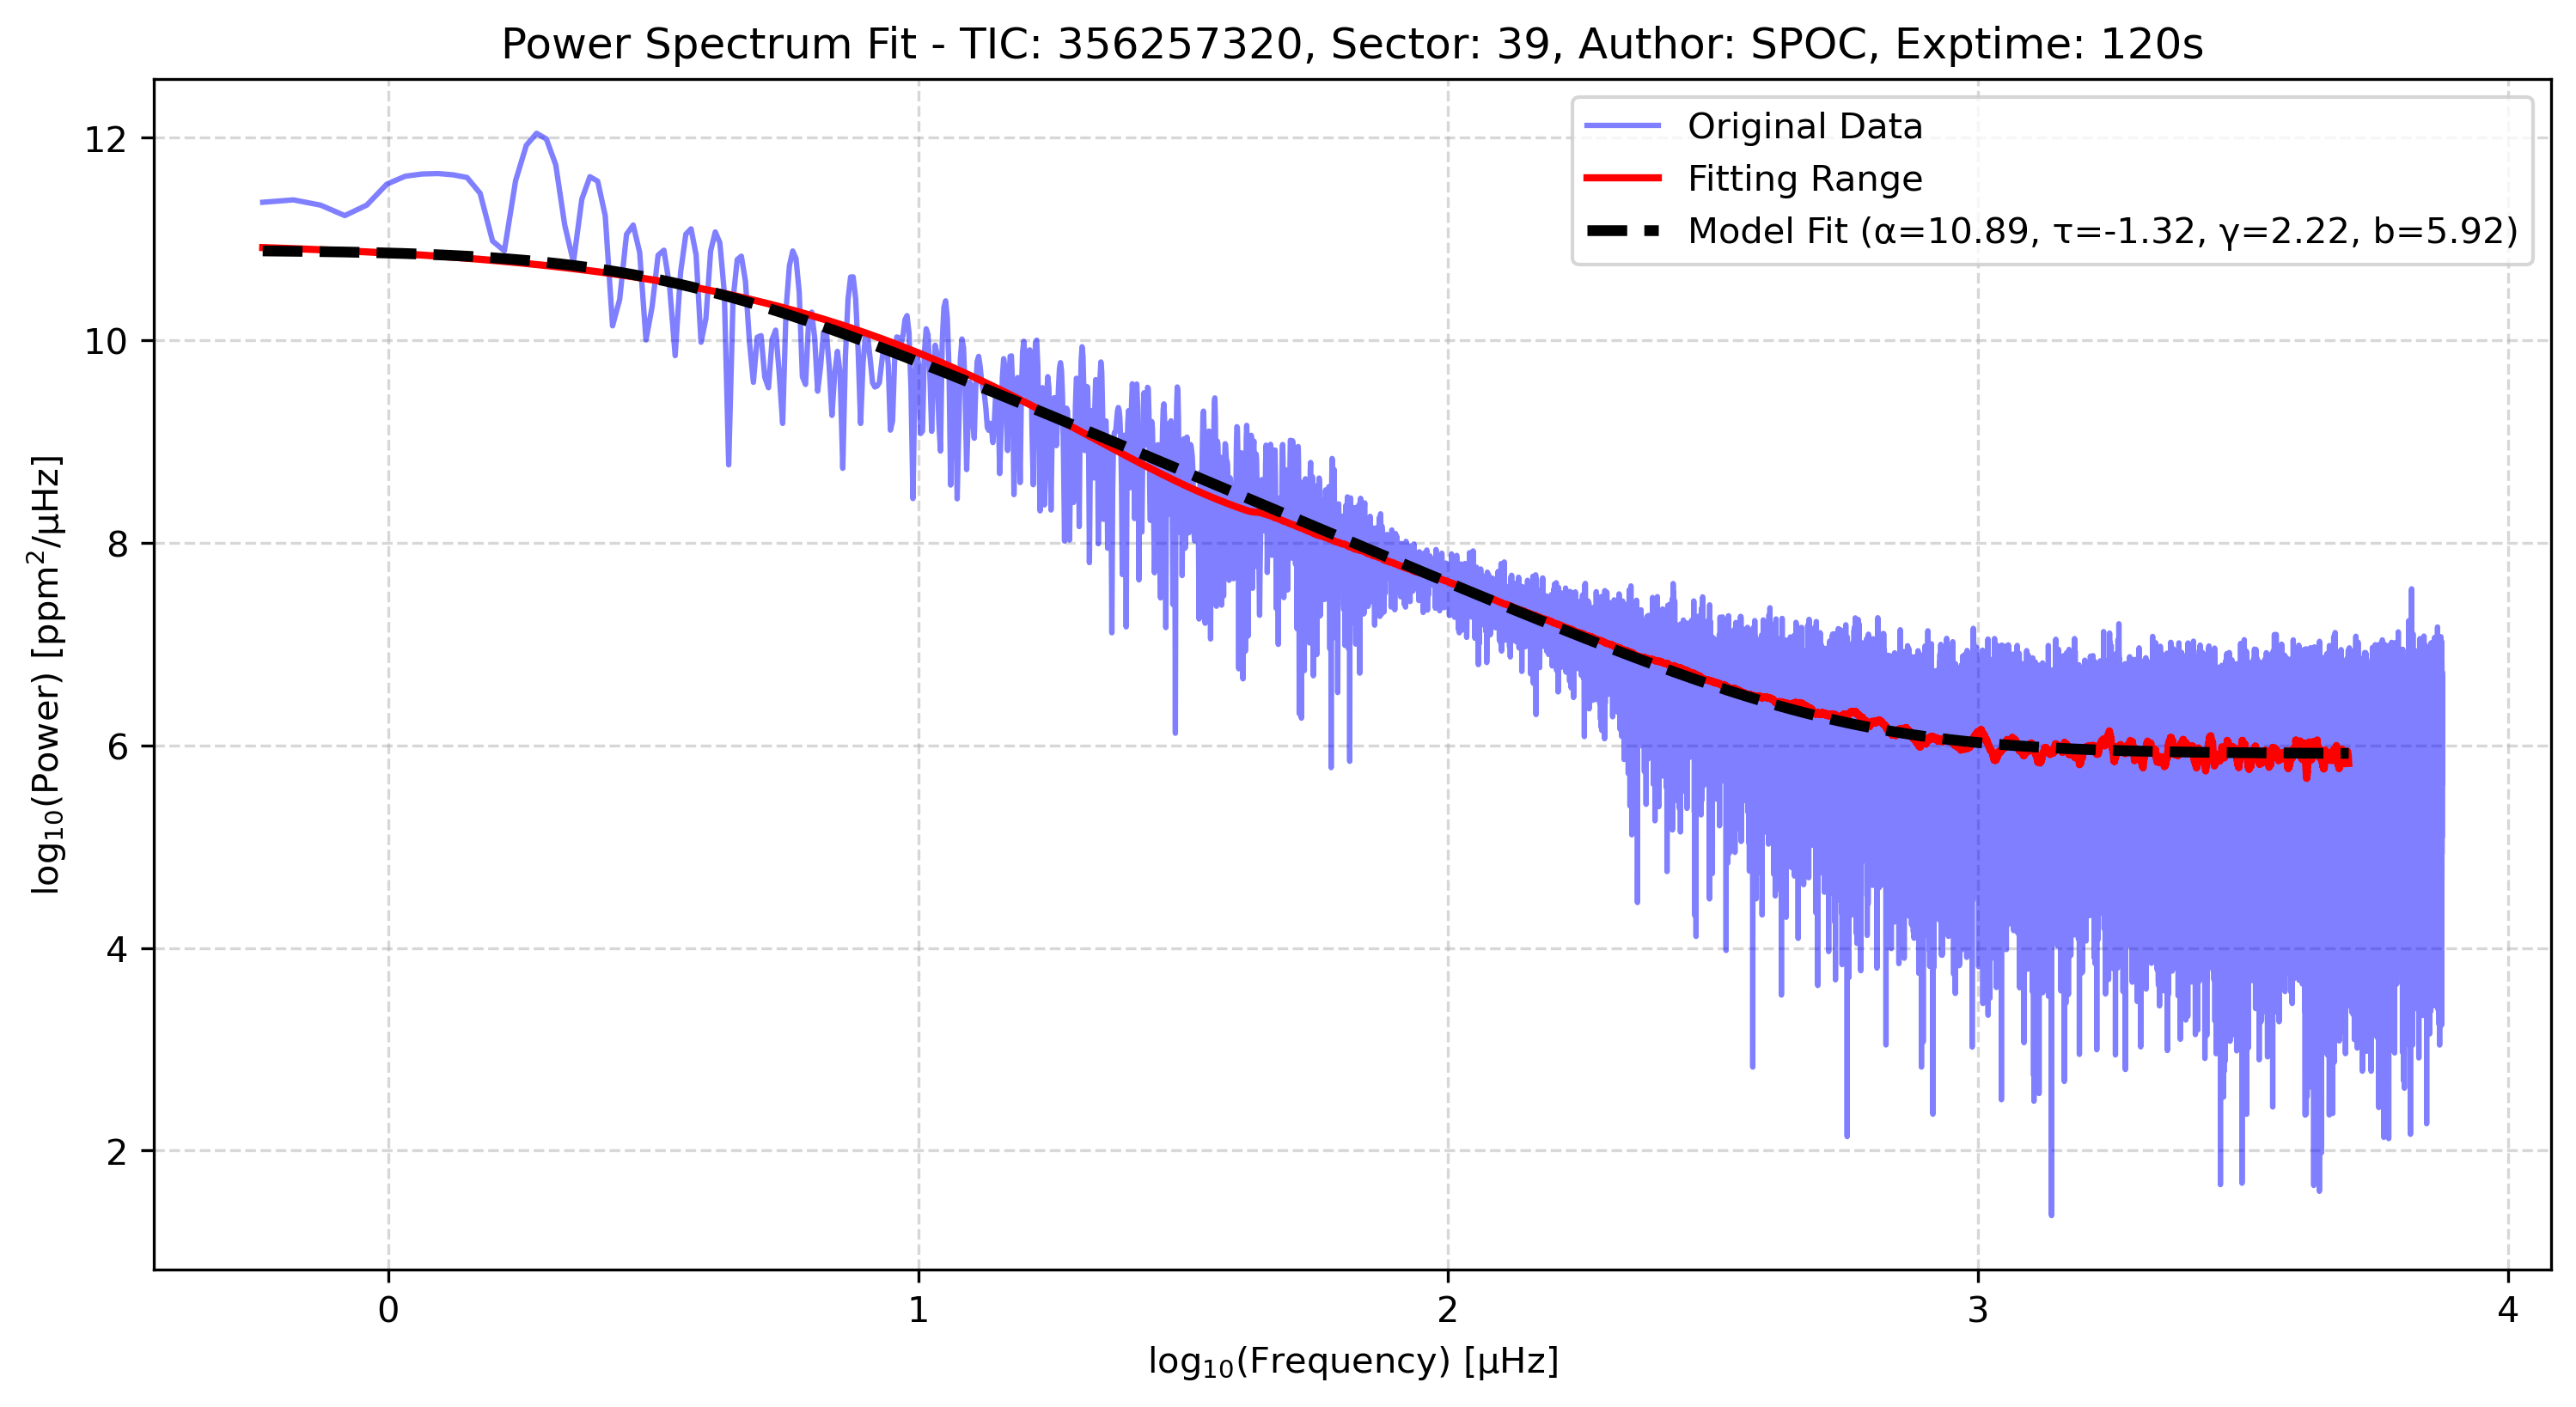 Power Spectrum Fit - TIC: 356257320, Sector: 39, Author: SPOC, Exptime: 120s
Original Data
Fitting Range
Model Fit (α=10.89, τ=-1.32, γ=2.22, b=5.92)
12
10
8
6
4
2
log₁₀(Power) [ppm²/μHz]
0 1 2 3 4
log₁₀(Frequency) [μHz]